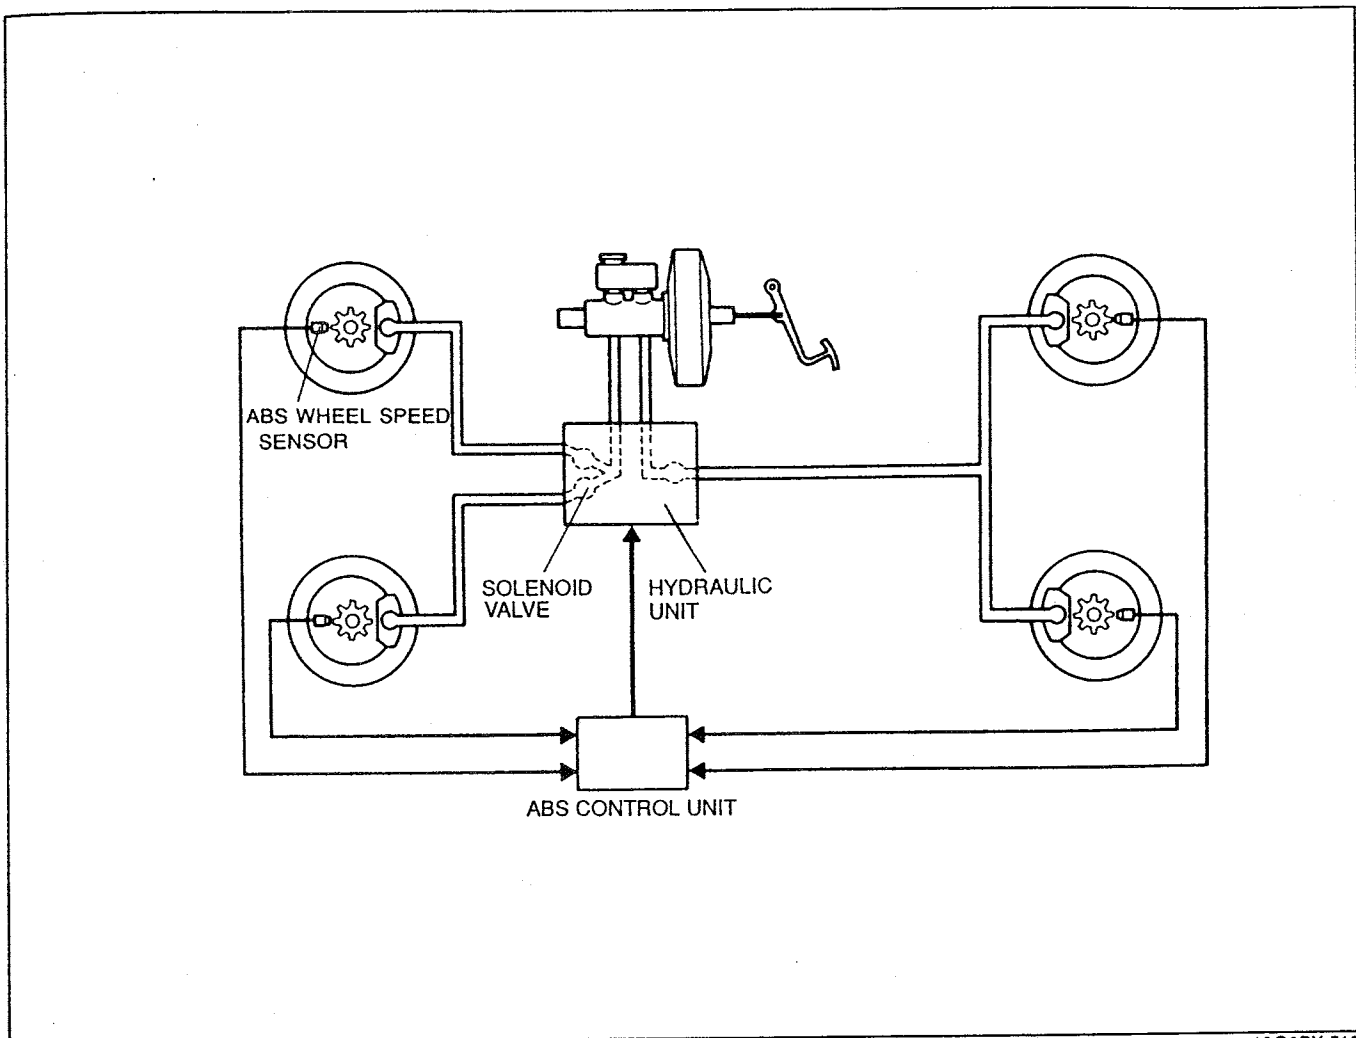 ABS WHEEL SPEED
SENSOR
SOLENOID
VALVE
HYDRAULIC
UNIT
ABS CONTROL UNIT